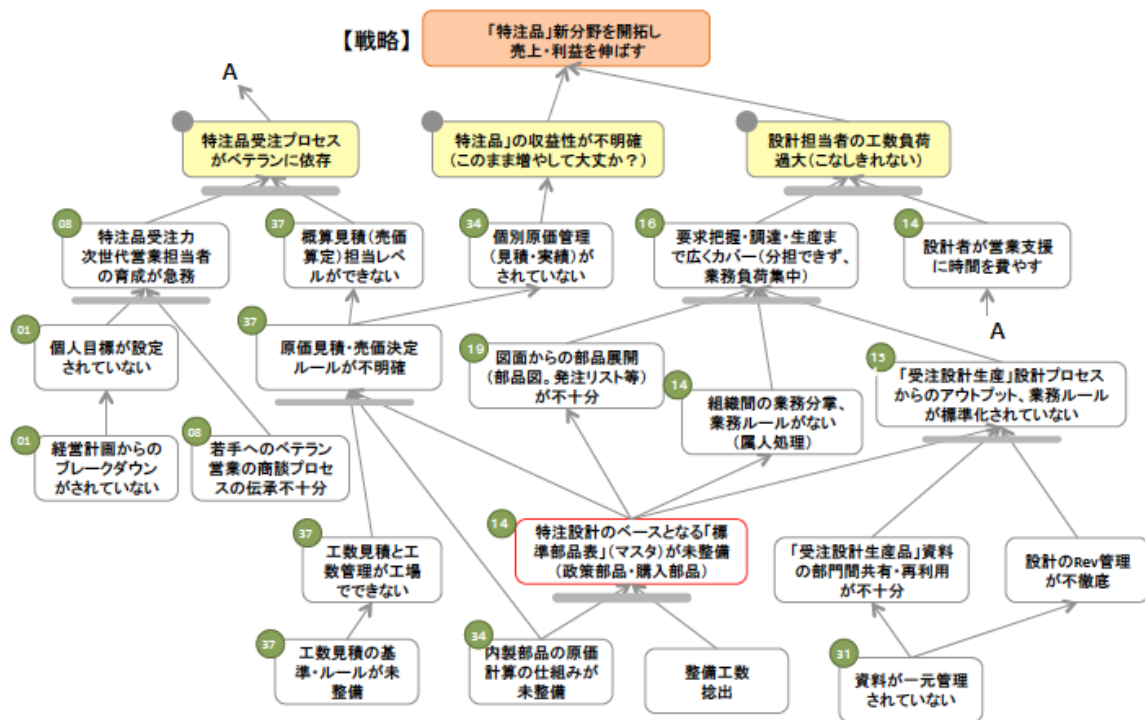 【戦略】
「特注品」新分野を開拓し
売上・利益を伸ばす
A
特注品受注プロセス
がベテランに依存
特注品」の収益性が不明確
(このまま増やして大丈夫か？)
設計担当者の工数負荷
過大(こなしきれない)
08
特注品受注力
次世代営業担当者
の育成が急務
37
概算見積(売価
算定)担当レベ
ルができない
34
個別原価管理
(見積・実績)が
されていない
16
要求把握・調達・生産ま
で広くカバー(分担できず、
業務負荷集中)
14
設計者が営業支援
に時間を費やす
A
01
個人目標が設定
されていない
37
原価見積・売価決定
ルールが不明確
19
図面からの部品展開
(部品図。発注リスト等)
が不十分
14
組織間の業務分掌、
業務ルールがない
(属人処理)
15
「受注設計生産」設計プロセス
からのアウトプット、業務ルール
が標準化されていない
01
経営計画からの
ブレークダウン
がされていない
08
若手へのベテラン
営業の商談プロセ
スの伝承不十分
37
工数見積と工
数管理が工場
でできない
14
特注設計のベースとなる「標
準部品表」(マスタ)が未整備
(政策部品・購入部品)
「受注設計生産品」資料
の部門間共有・再利用
が不十分
設計のRev管理
が不徹底
37
工数見積の基
準・ルールが未
整備
34
内製部品の原価
計算の仕組みが
未整備
整備工数
捻出
31
資料が一元管理
されていない